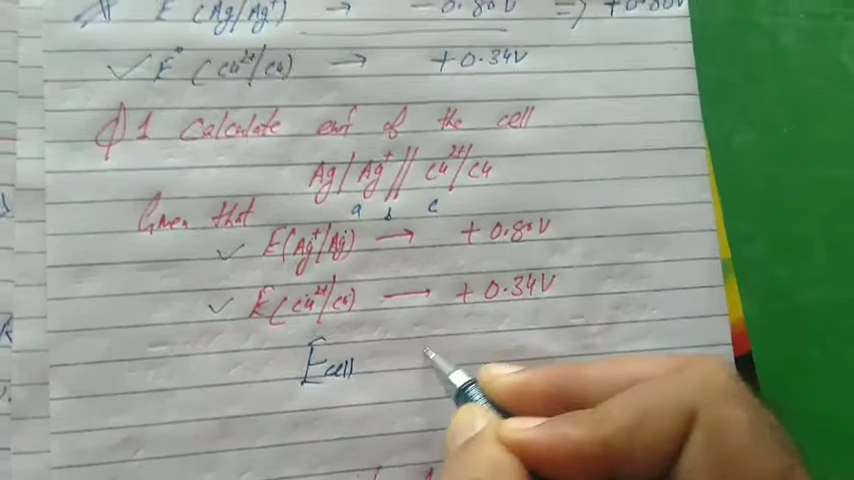 E (Ag/Ag⁺) → - 0.80V => +0.80V
✓ E° (Cu²⁺/Cu) → +0.34V
Q1 Calculate emf of the cell
Ag/Ag⁺//Cu²⁺/Cu
a b c
Given that
✓ E(Ag⁺/Ag) → +0.80V
✓ E(Cu²⁺/Cu) → +0.34V
Ecell